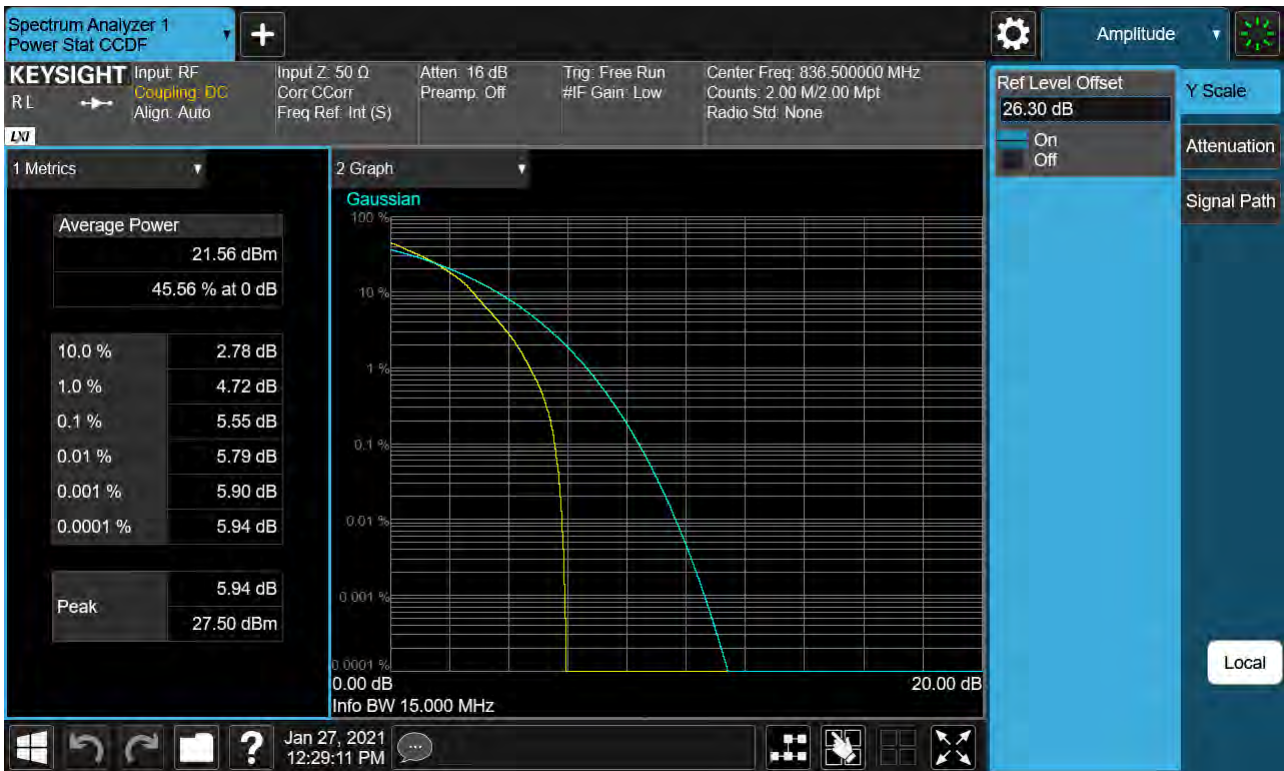 Spectrum Analyzer 1
Power Stat CCDF
Amplitude
KEYSIGHT
R L
LXI
Input: RF
Coupling: DC
Align: Auto
Input Z: 50 Ω
Corr CCorr
Freq Ref: Int (S)
Atten: 16 dB
Preamp: Off
Trig: Free Run
#IF Gain: Low
Center Freq: 836.500000 MHz
Counts: 2.00 M/2.00 Mpt
Radio Std: None
Ref Level Offset
26.30 dB
On
Off
Y Scale
Attenuation
Signal Path
Local
1 Metrics
Average Power
21.56 dBm
45.56 % at 0 dB
10.0 % 2.78 dB
1.0 % 4.72 dB
0.1 % 5.55 dB
0.01 % 5.79 dB
0.001 % 5.90 dB
0.0001 % 5.94 dB
Peak
5.94 dB
27.50 dBm
2 Graph
Gaussian
100 %
10 %
1 %
0.1 %
0.01 %
0.001 %
0.0001 %
0.00 dB
20.00 dB
Info BW 15.000 MHz
?
Jan 27, 2021
12:29:11 PM